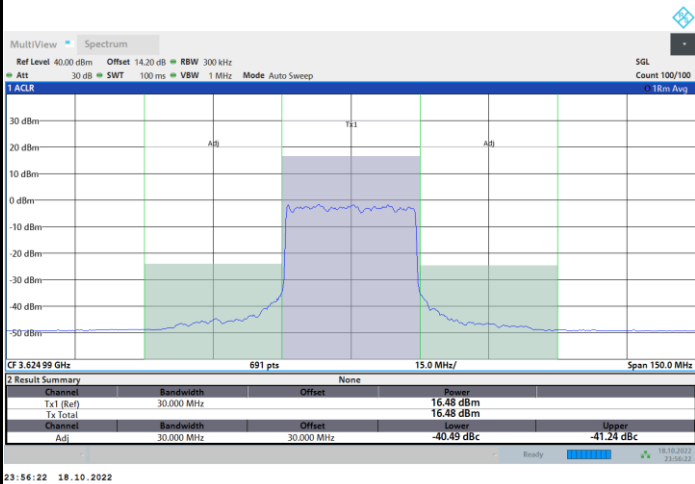 MultiView Spectrum
Ref Level 40.00 dBm Offset 14.20 dB RBW 300 kHz SGL
Att 30 dB SWT 100 ms VBW 1 MHz Mode Auto Sweep Count 100/100
1 ACLR 1Rm Avg
30 dBm
Tx1
20 dBm
Adj Adj
10 dBm
0 dBm
-10 dBm
-20 dBm
-30 dBm
-40 dBm
-50 dBm
CF 3.624 99 GHz 691 pts 15.0 MHz/ Span 150.0 MHz
2 Result Summary None
Channel Bandwidth Offset Power
Tx1 (Ref) 30.000 MHz 16.48 dBm
Tx Total 16.48 dBm
Channel Bandwidth Offset Lower Upper
Adj 30.000 MHz 30.000 MHz -40.49 dBc -41.24 dBc
Ready 18.10.2022
23:56:22
23:56:22 18.10.2022